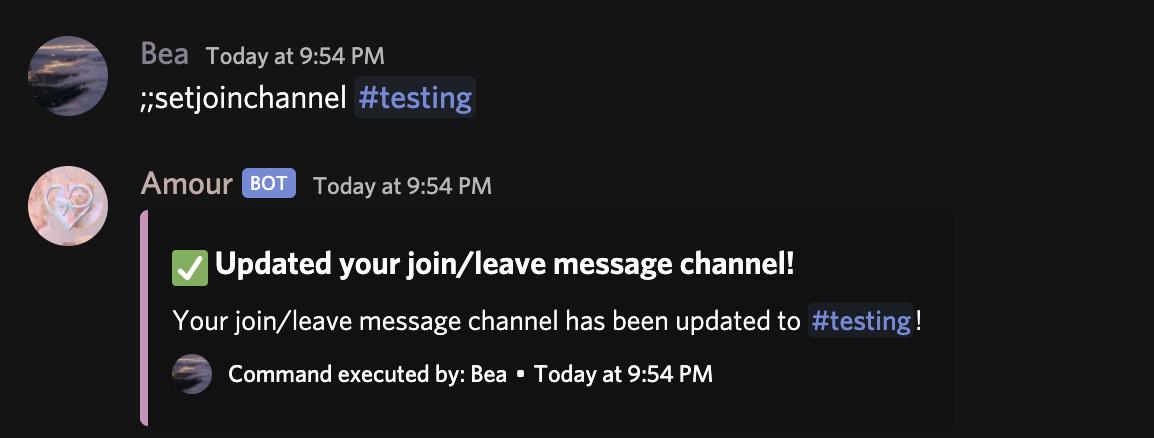 Bea Today at 9:54 PM
;;setjoinchannel #testing
Amour BOT Today at 9:54 PM
✅ Updated your join/leave message channel!
Your join/leave message channel has been updated to #testing!
Command executed by: Bea • Today at 9:54 PM